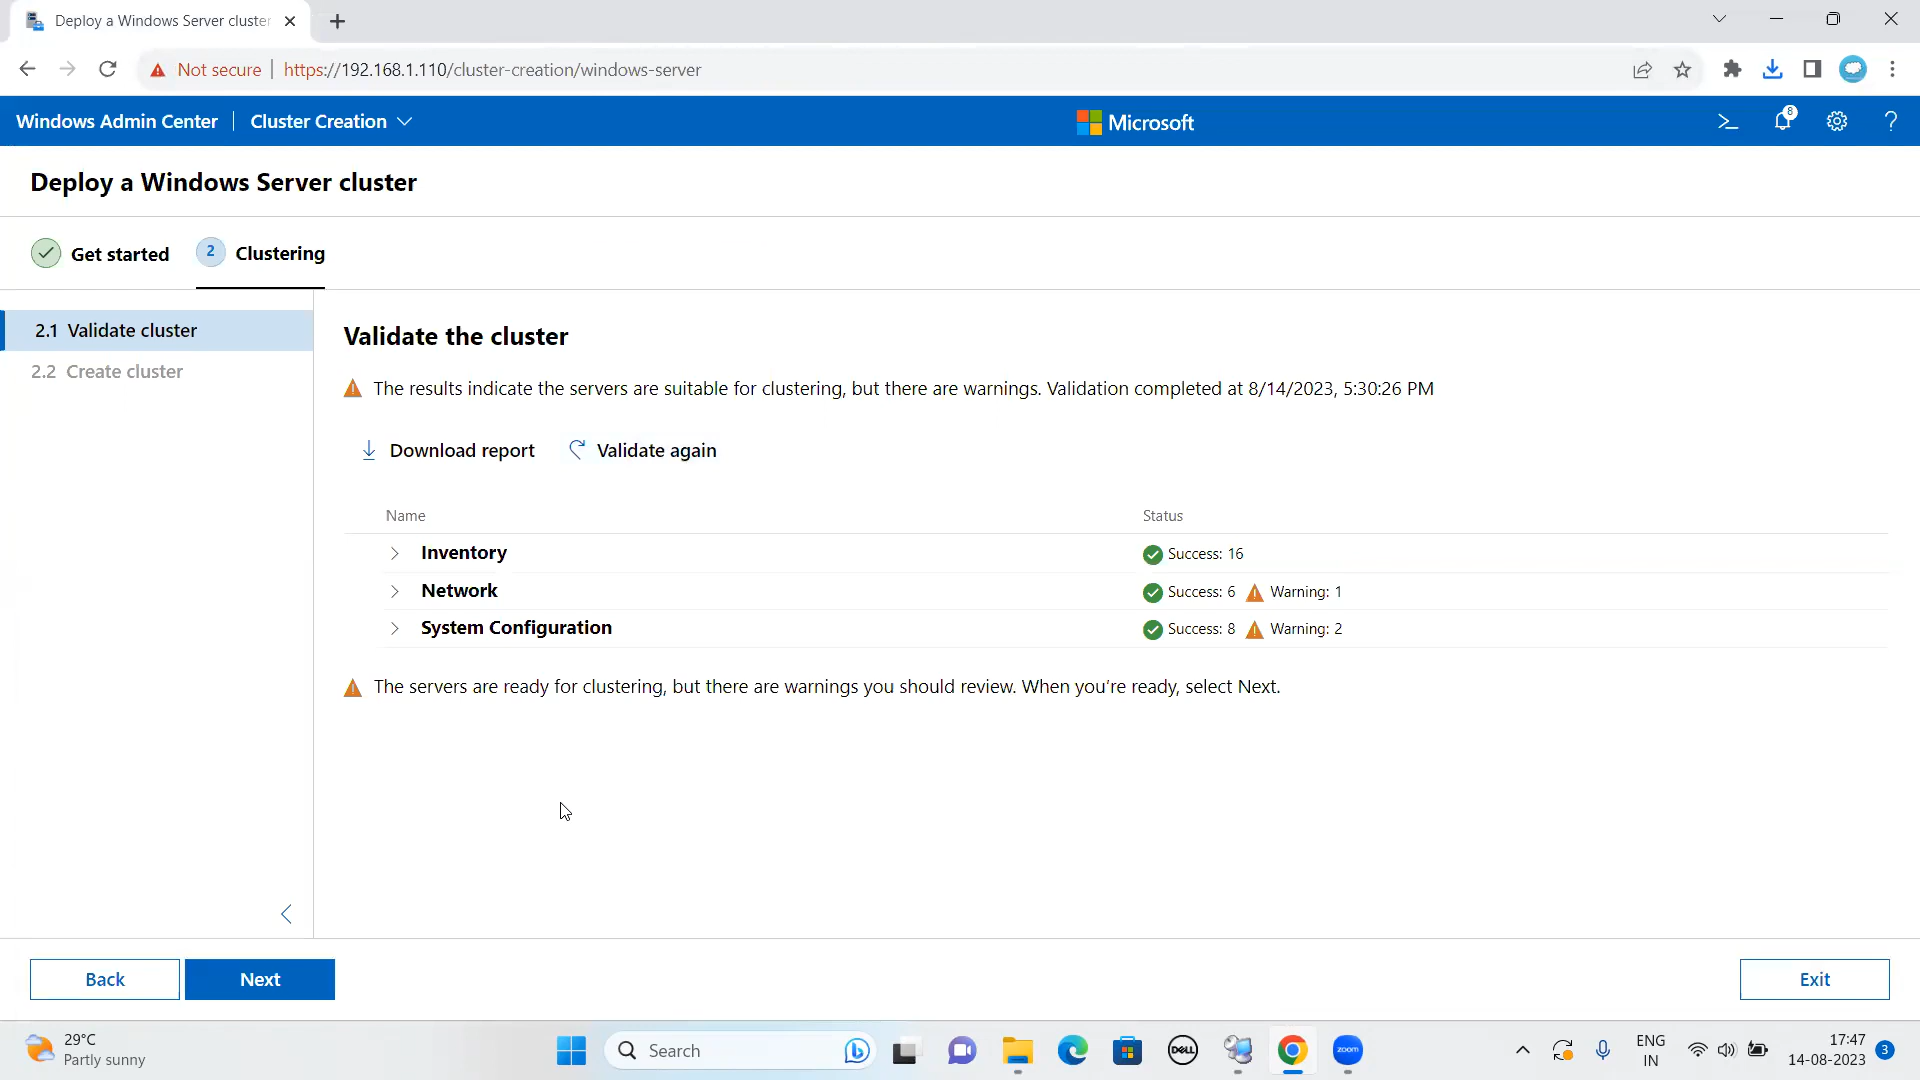 Deploy a Windows Server cluster
Not secure
https://192.168.1.110/cluster-creation/windows-server
Windows Admin Center
Cluster Creation
Microsoft
8
Deploy a Windows Server cluster
Get started
2 Clustering
2.1 Validate cluster
2.2 Create cluster
Validate the cluster
The results indicate the servers are suitable for clustering, but there are warnings. Validation completed at 8/14/2023, 5:30:26 PM
Download report
Validate again
Name Status
Inventory Success: 16
Network Success: 6 Warning: 1
System Configuration Success: 8 Warning: 2
The servers are ready for clustering, but there are warnings you should review. When you're ready, select Next.
Back
Next
Exit
29°C
Partly sunny
Search
DELL
zoom
ENG
IN
17:47
14-08-2023
3